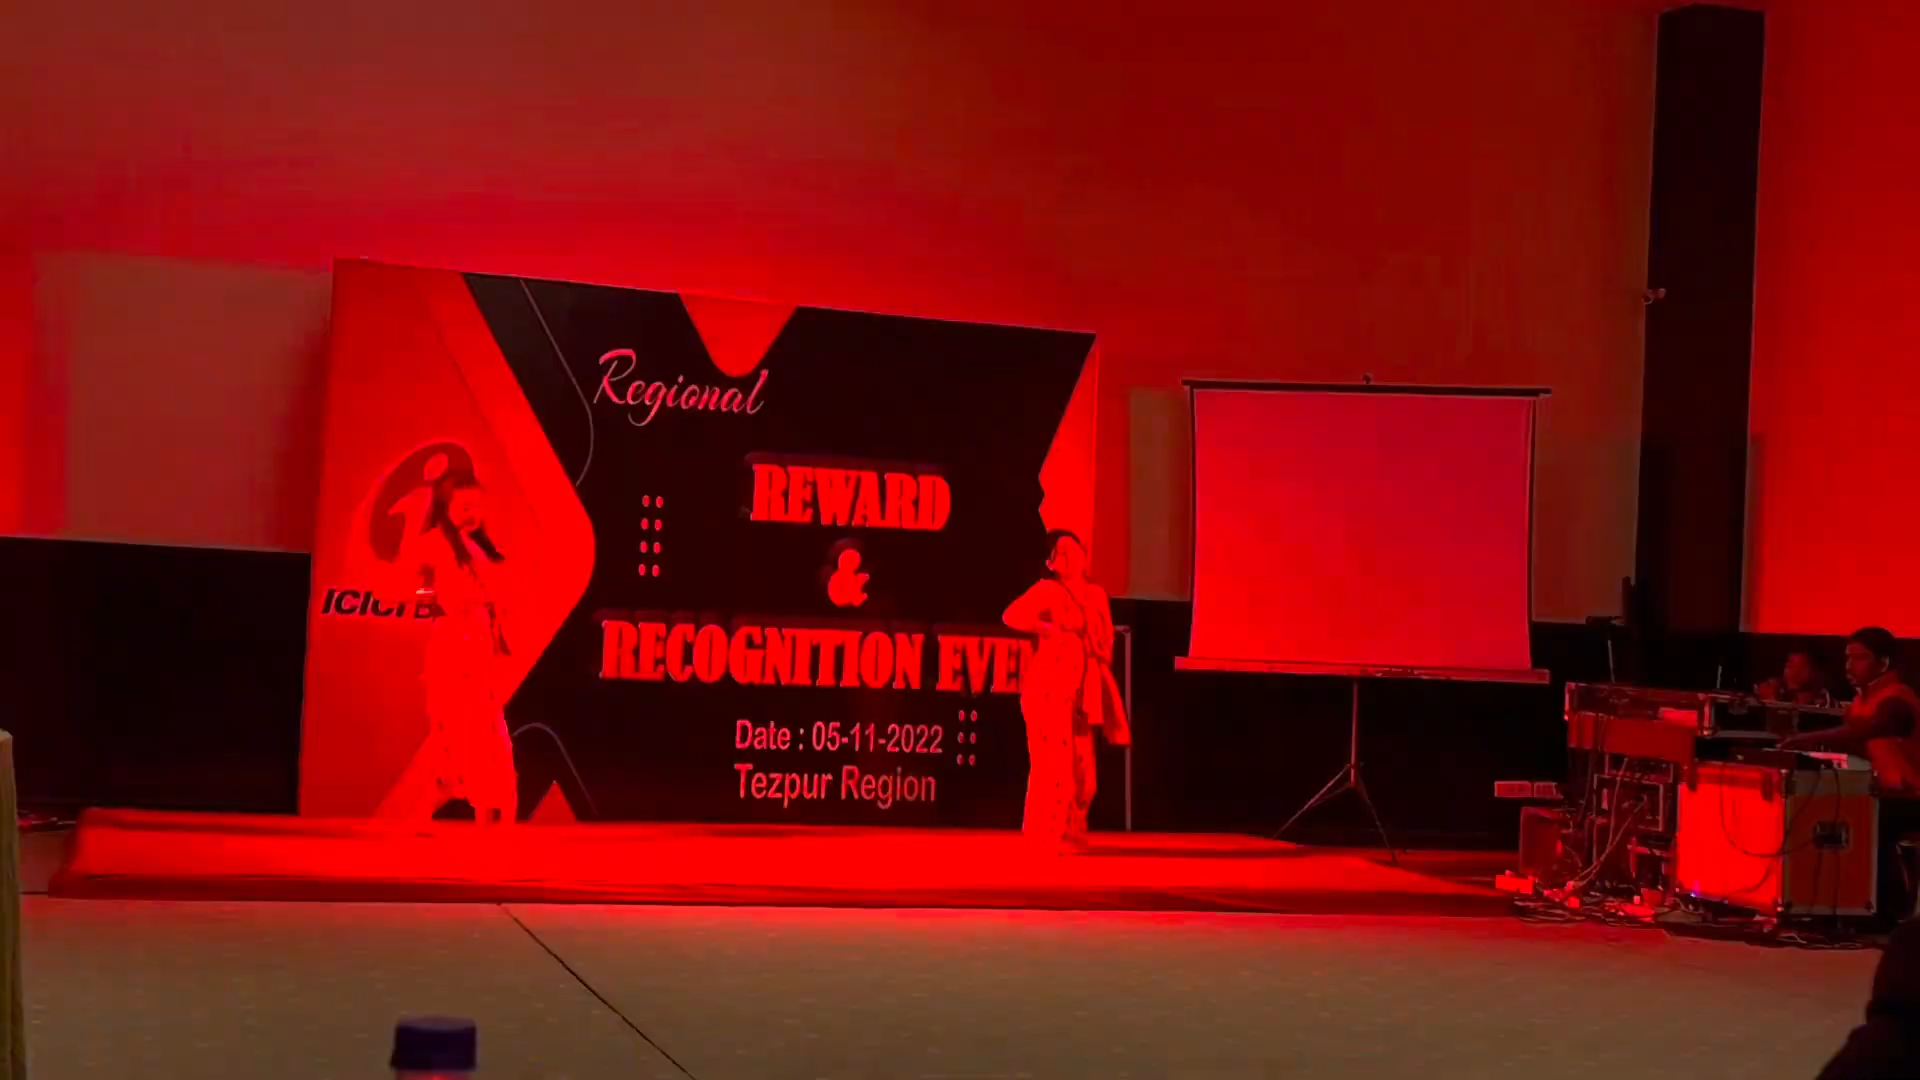 Regional
REWARD
&
RECOGNITION EVE
Date : 05-11-2022
Tezpur Region
ICICI B